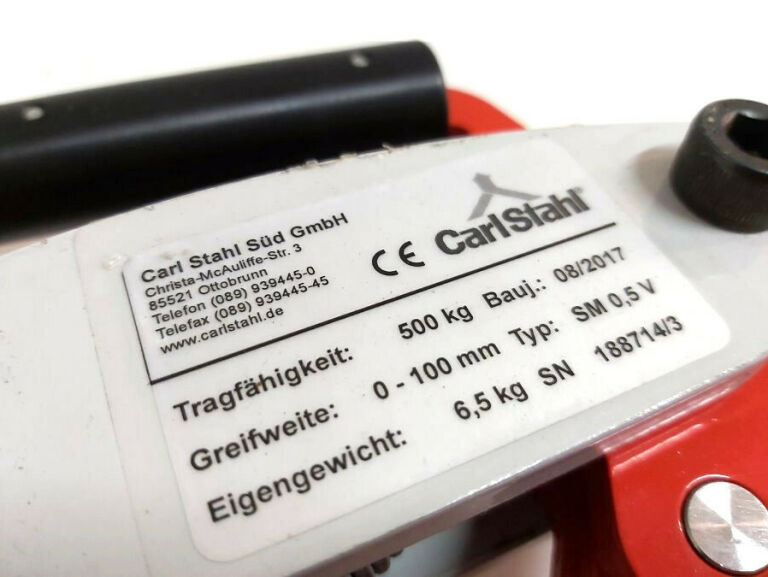 Carl Stahl Süd GmbH
Christa-McAuliffe-Str. 3
85521 Ottobrunn
Telefon (089) 939445-0
Telefax (089) 939445-45
www.carlstahl.de
CE CarlStahl®
Tragfähigkeit: 500 kg Bauj.: 08/2017
Greifweite: 0 - 100 mm Typ: SM 0,5 V
Eigengewicht: 6,5 kg SN 188714/3